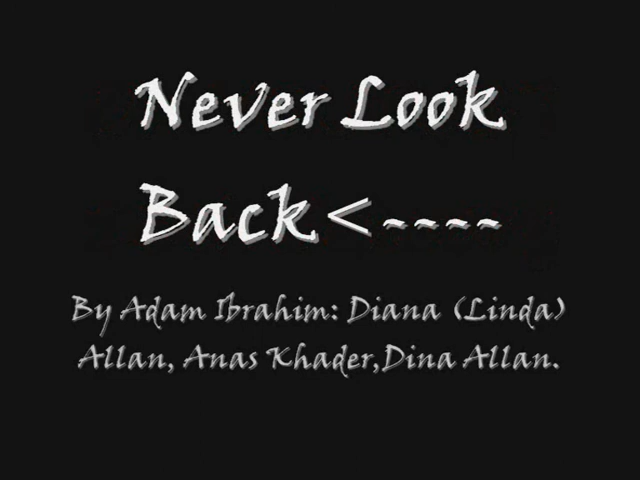 Never Look
Back<----
By Adam Ibrahim: Diana (Linda)
Allan, Anas Khader,Dina Allan.